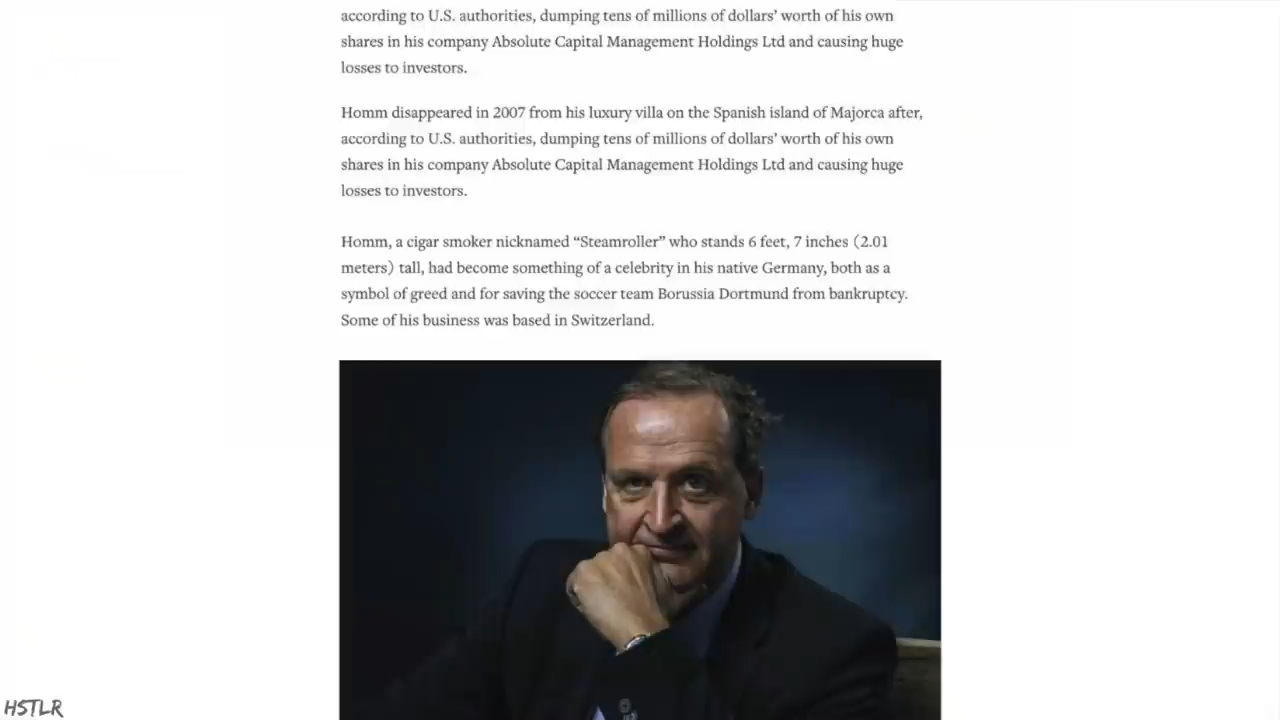 according to U.S. authorities, dumping tens of millions of dollars’ worth of his own
shares in his company Absolute Capital Management Holdings Ltd and causing huge
losses to investors.
Homm disappeared in 2007 from his luxury villa on the Spanish island of Majorca after,
according to U.S. authorities, dumping tens of millions of dollars’ worth of his own
shares in his company Absolute Capital Management Holdings Ltd and causing huge
losses to investors.
Homm, a cigar smoker nicknamed “Steamroller” who stands 6 feet, 7 inches (2.01
meters) tall, had become something of a celebrity in his native Germany, both as a
symbol of greed and for saving the soccer team Borussia Dortmund from bankruptcy.
Some of his business was based in Switzerland.
HSTLR